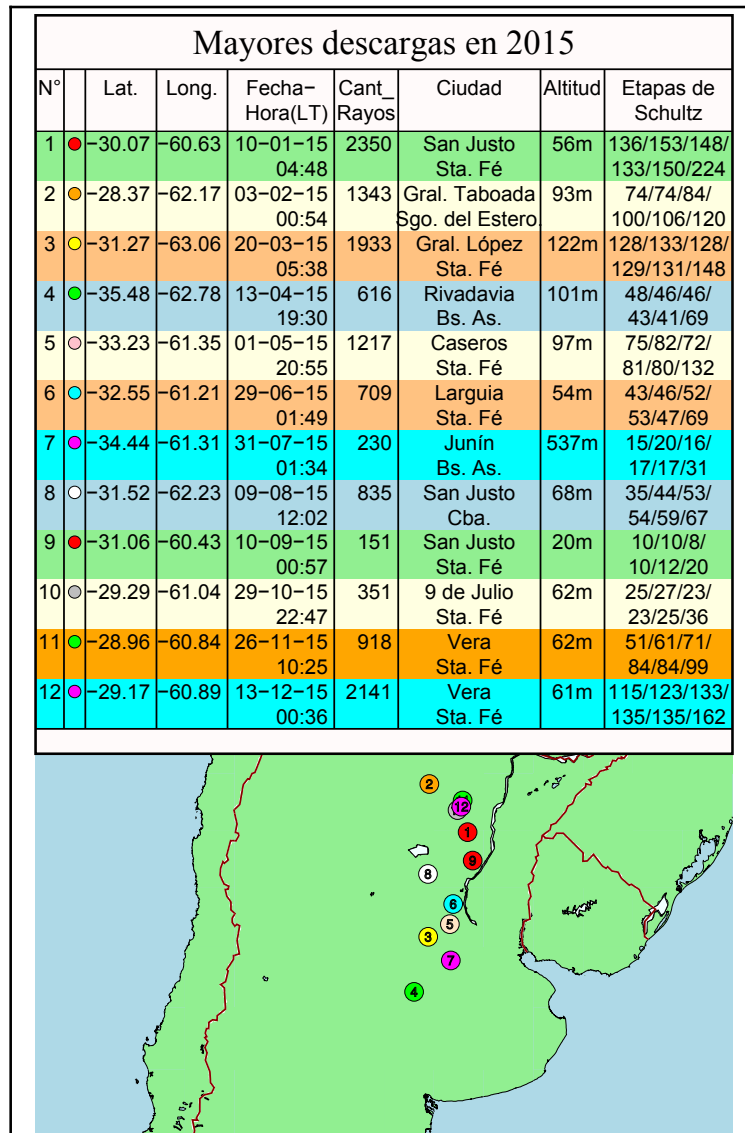 Mayores descargas en 2015
N° Lat. Long. Fecha− Cant_ Ciudad Altitud Etapas de
Hora(LT) Rayos Schultz
1 −30.07 −60.63 10−01−15 2350 San Justo 56m 136/153/148/
04:48 Sta. Fé 133/150/224
2 −28.37 −62.17 03−02−15 1343 Gral. Taboada 93m 74/74/84/
00:54 Sgo. del Estero. 100/106/120
3 −31.27 −63.06 20−03−15 1933 Gral. López 122m 128/133/128/
05:38 Sta. Fé 129/131/148
4 −35.48 −62.78 13−04−15 616 Rivadavia 101m 48/46/46/
19:30 Bs. As. 43/41/69
5 −33.23 −61.35 01−05−15 1217 Caseros 97m 75/82/72/
20:55 Sta. Fé 81/80/132
6 −32.55 −61.21 29−06−15 709 Larguia 54m 43/46/52/
01:49 Sta. Fé 53/47/69
7 −34.44 −61.31 31−07−15 230 Junín 537m 15/20/16/
01:34 Bs. As. 17/17/31
8 −31.52 −62.23 09−08−15 835 San Justo 68m 35/44/53/
12:02 Cba. 54/59/67
9 −31.06 −60.43 10−09−15 151 San Justo 20m 10/10/8/
00:57 Sta. Fé 10/12/20
10 −29.29 −61.04 29−10−15 351 9 de Julio 62m 25/27/23/
22:47 Sta. Fé 23/25/36
11 −28.96 −60.84 26−11−15 918 Vera 62m 51/61/71/
10:25 Sta. Fé 84/84/99
12 −29.17 −60.89 13−12−15 2141 Vera 61m 115/123/133/
00:36 Sta. Fé 135/135/162
2
12
1
9
8
6
5
3
7
4